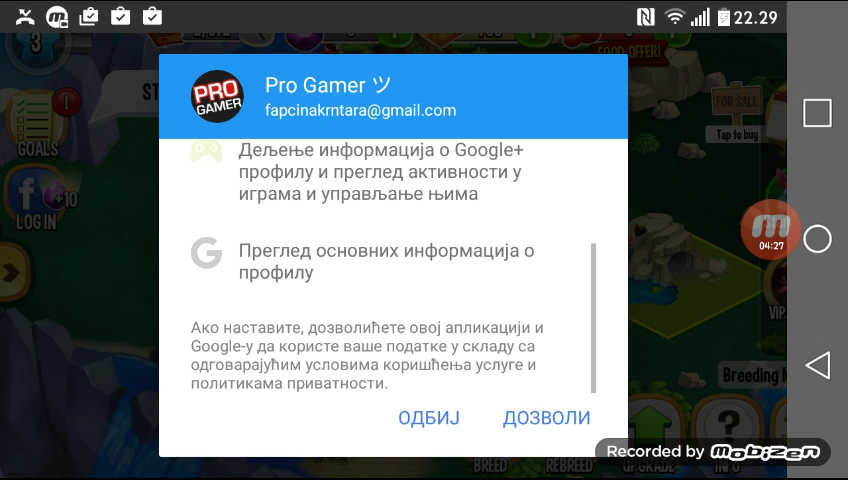 22.29
3
FOOD OFFER!
ST
PRO
GAMER
Pro Gamer ツ
fapcinakrntara@gmail.com
GOALS
FOR SALE
Tap to buy
Дељење информација о Google+
профилу и преглед активности у
играма и управљање њима
+10
LOG IN
04:27
Преглед основних информација о
профилу
VIP
Ако наставите, дозволићете овој апликацији и
Google-у да користе ваше податке у складу са
одговарајућим условима коришћења услуге и
политикама приватности.
Breeding M
ОДБИЈ
ДОЗВОЛИ
Recorded by Mobizen
BREED
REBREED
UPGRADE
INFO